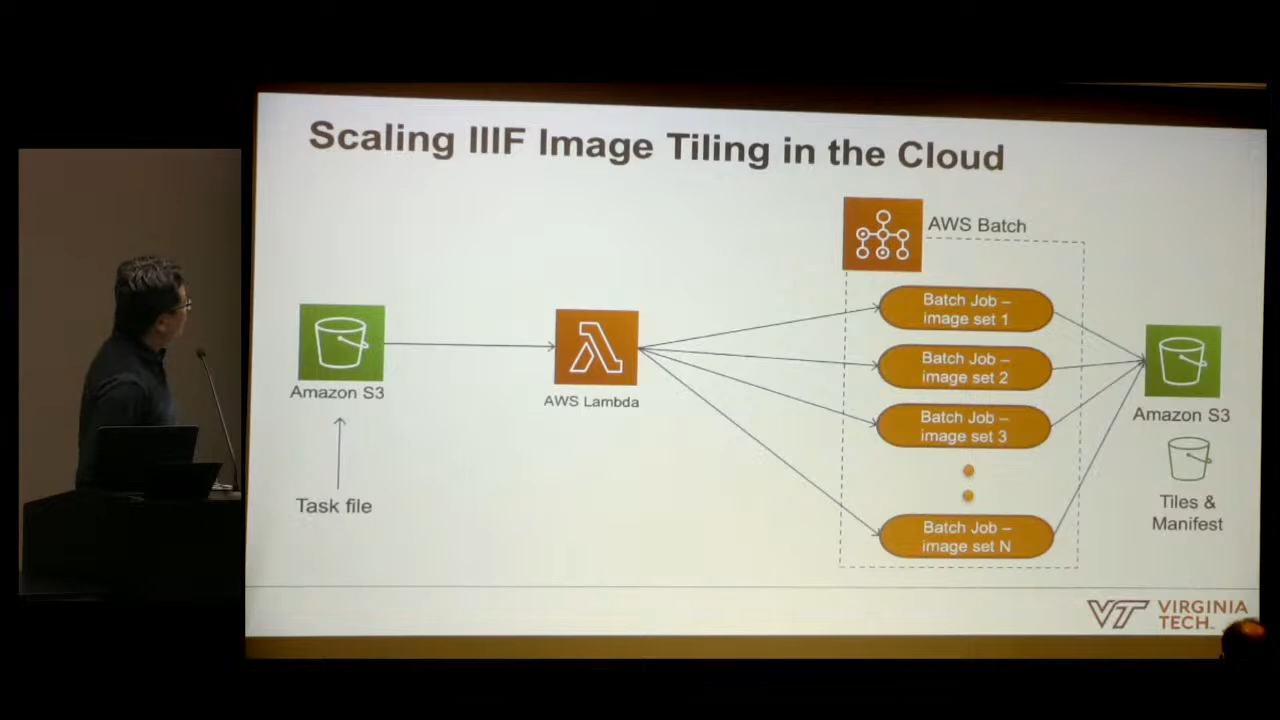 Scaling IIIF Image Tiling in the Cloud
AWS Batch
Batch Job –
image set 1
Batch Job –
image set 2
Batch Job –
image set 3
Batch Job –
image set N
Amazon S3
AWS Lambda
Amazon S3
Task file
Tiles &
Manifest
VT VIRGINIA
TECH.